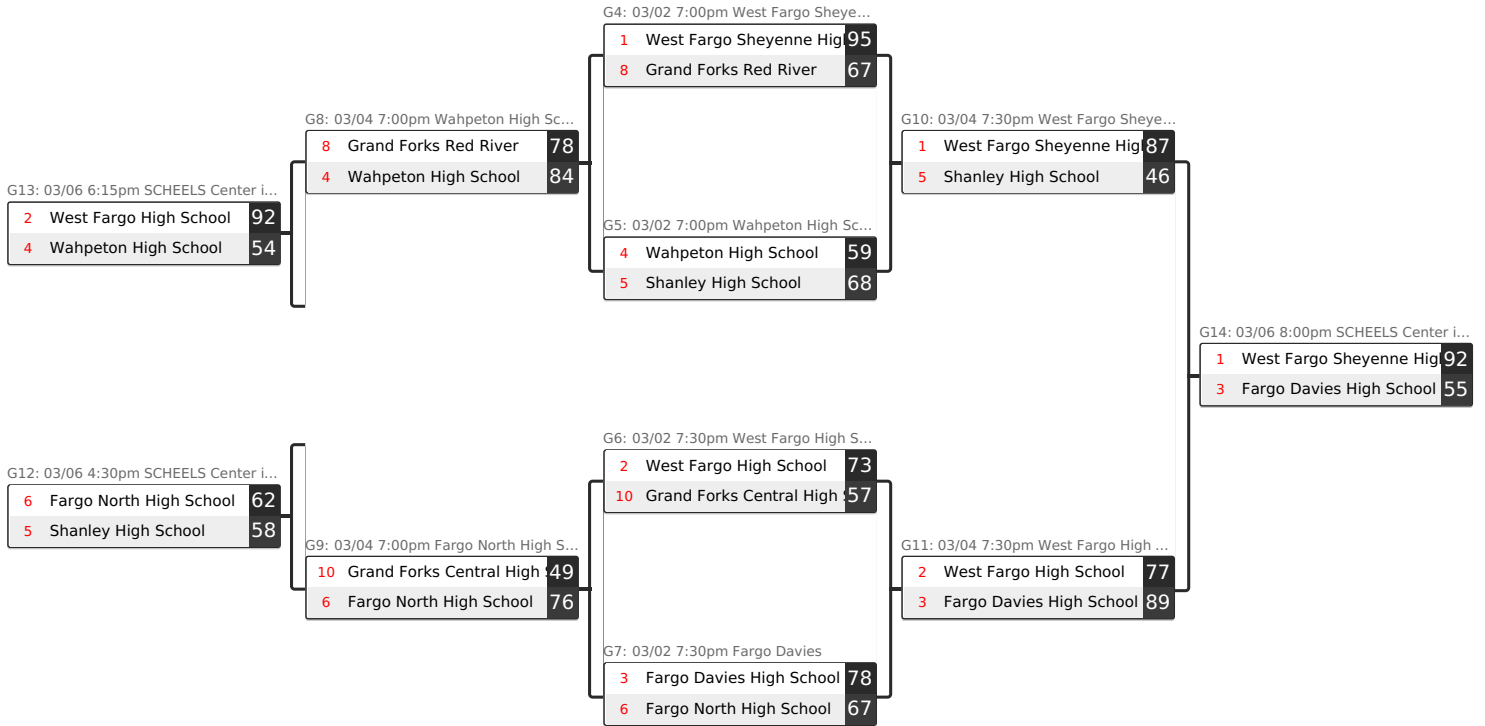 G4: 03/02 7:00pm West Fargo Sheye...
1 West Fargo Sheyenne Hig 95
8 Grand Forks Red River 67
G8: 03/04 7:00pm Wahpeton High Sc...
8 Grand Forks Red River 78
4 Wahpeton High School 84
G10: 03/04 7:30pm West Fargo Sheye...
1 West Fargo Sheyenne Hig 87
5 Shanley High School 46
G13: 03/06 6:15pm SCHEELS Center i...
2 West Fargo High School 92
4 Wahpeton High School 54
G5: 03/02 7:00pm Wahpeton High Sc...
4 Wahpeton High School 59
5 Shanley High School 68
G14: 03/06 8:00pm SCHEELS Center i...
1 West Fargo Sheyenne Hig 92
3 Fargo Davies High School 55
G6: 03/02 7:30pm West Fargo High S...
2 West Fargo High School 73
10 Grand Forks Central High 57
G12: 03/06 4:30pm SCHEELS Center i...
6 Fargo North High School 62
5 Shanley High School 58
G9: 03/04 7:00pm Fargo North High S...
10 Grand Forks Central High 49
6 Fargo North High School 76
G11: 03/04 7:30pm West Fargo High ...
2 West Fargo High School 77
3 Fargo Davies High School 89
G7: 03/02 7:30pm Fargo Davies
3 Fargo Davies High School 78
6 Fargo North High School 67